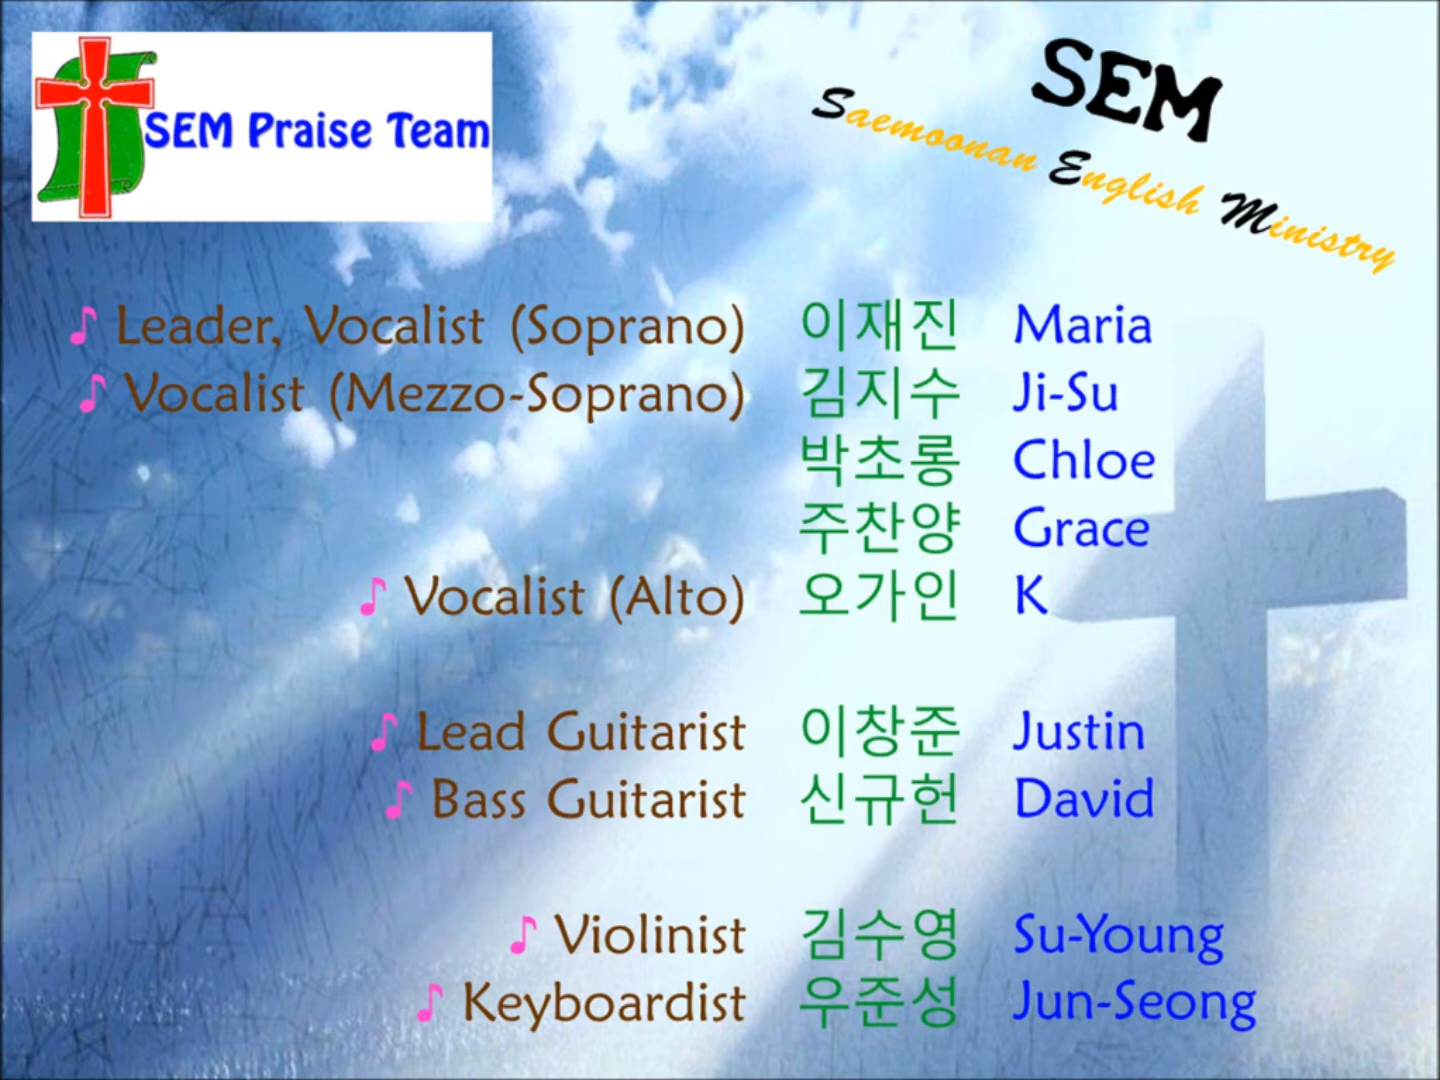 SEM Praise Team
SEM
Saemoonan English Ministry
♪ Leader, Vocalist (Soprano) 이재진 Maria
♪ Vocalist (Mezzo-Soprano) 김지수 Ji-Su
박초롱 Chloe
주찬양 Grace
♪ Vocalist (Alto) 오가인 K
♪ Lead Guitarist 이창준 Justin
♪ Bass Guitarist 신규헌 David
♪ Violinist 김수영 Su-Young
♪ Keyboardist 우준성 Jun-Seong